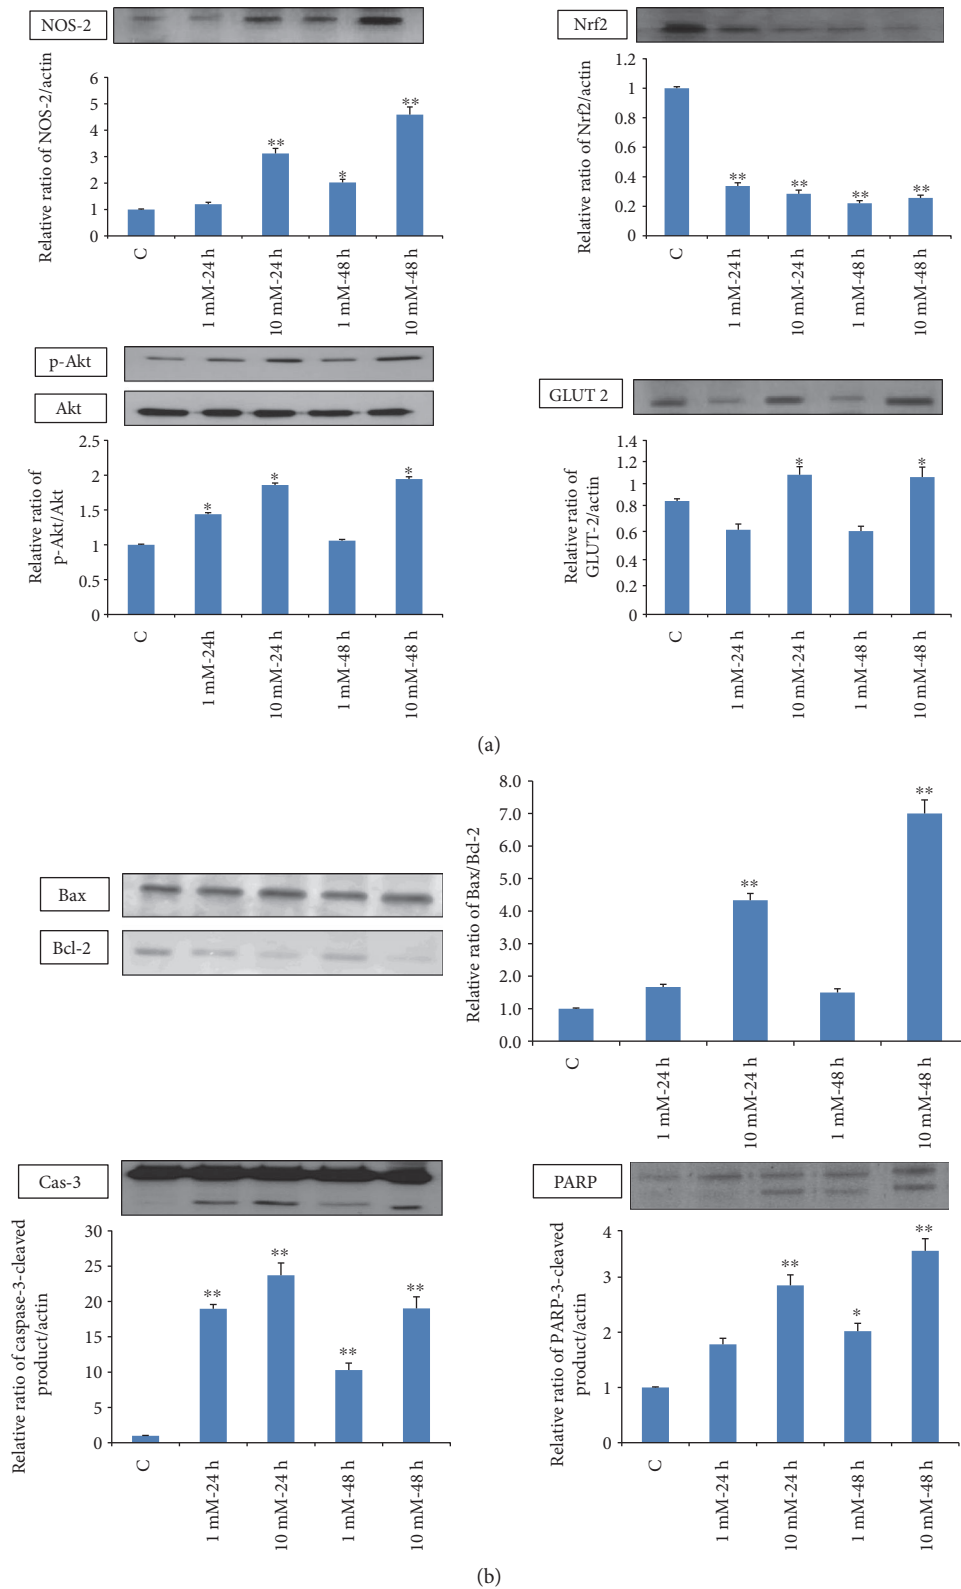 NOS-2
Relative ratio of NOS-2/actin
6
5
4
3
2
1
0
**
*
**
C
1 mM-24 h
10 mM-24 h
1 mM-48 h
10 mM-48 h
Nrf2
Relative ratio of Nrf2/actin
1.2
1
0.8
0.6
0.4
0.2
0
**
**
**
**
C
1 mM-24 h
10 mM-24 h
1 mM-48 h
10 mM-48 h
p-Akt
Akt
Relative ratio of
p-Akt/Akt
2.5
2
1.5
1
0.5
0
*
*
*
C
1 mM-24h
10 mM-24 h
1 mM-48 h
10 mM-48 h
GLUT 2
Relative ratio of
GLUT-2/actin
1.4
1.2
1
0.8
0.6
0.4
0.2
0
*
*
C
1 mM-24 h
10 mM-24 h
1 mM-48 h
10 mM-48 h
(a)
Bax
Bcl-2
Relative ratio of Bax/Bcl-2
8.0
7.0
6.0
5.0
4.0
3.0
2.0
1.0
0.0
**
**
C
1 mM-24 h
10 mM-24 h
1 mM-48 h
10 mM-48 h
Cas-3
Relative ratio of caspase-3-cleaved
product/actin
30
25
20
15
10
5
0
**
**
**
**
C
1 mM-24 h
10 mM-24 h
1 mM-48 h
10 mM-48 h
PARP
Relative ratio of PARP-3-cleaved
product/actin
4
3
2
1
0
**
*
**
C
1 mM-24 h
10 mM-24 h
1 mM-48 h
10 mM-48 h
(b)